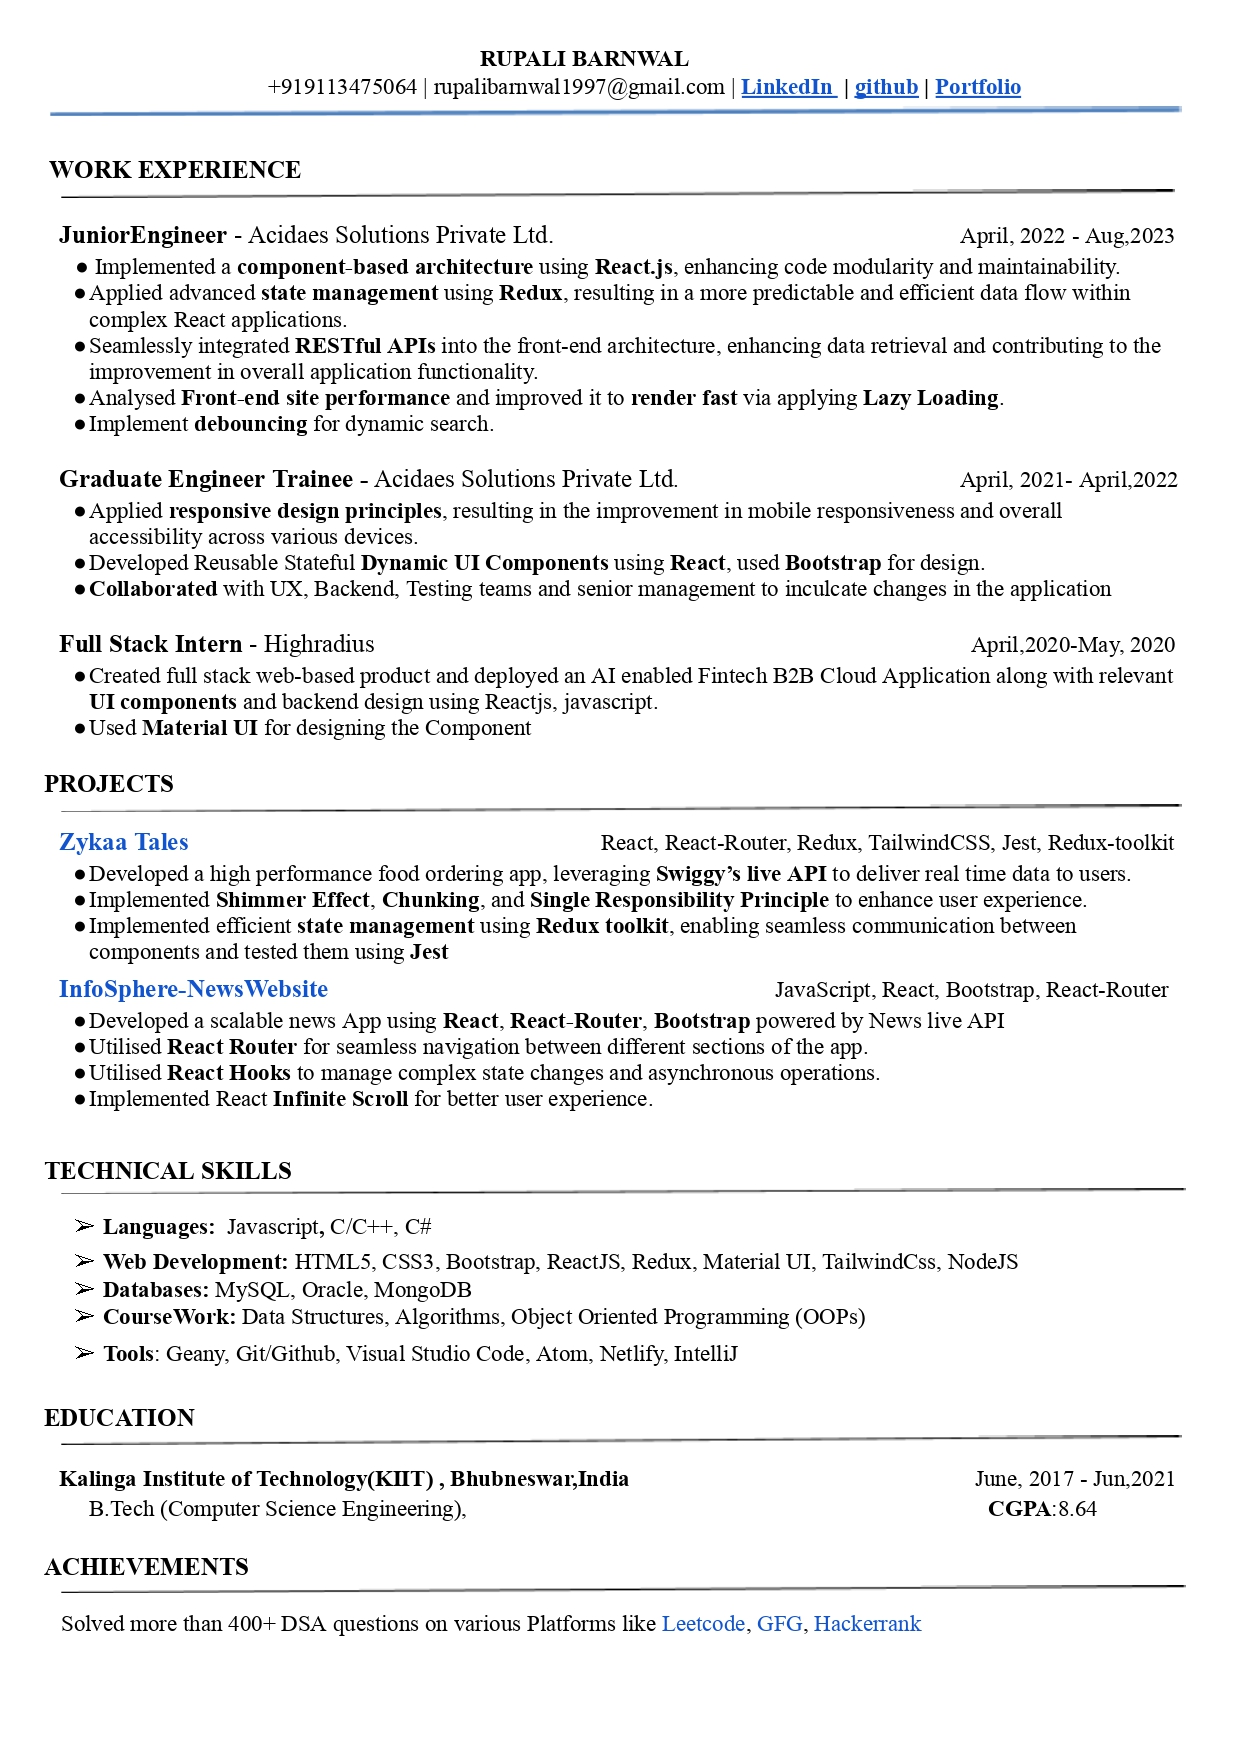 RUPALI BARNWAL
+919113475064 | rupalibarnwal1997@gmail.com | LinkedIn | github | Portfolio
WORK EXPERIENCE
JuniorEngineer - Acidaes Solutions Private Ltd. April, 2022 - Aug,2023
● Implemented a component-based architecture using React.js, enhancing code modularity and maintainability.
● Applied advanced state management using Redux, resulting in a more predictable and efficient data flow within
complex React applications.
● Seamlessly integrated RESTful APIs into the front-end architecture, enhancing data retrieval and contributing to the
improvement in overall application functionality.
● Analysed Front-end site performance and improved it to render fast via applying Lazy Loading.
● Implement debouncing for dynamic search.
Graduate Engineer Trainee - Acidaes Solutions Private Ltd. April, 2021- April,2022
● Applied responsive design principles, resulting in the improvement in mobile responsiveness and overall
accessibility across various devices.
● Developed Reusable Stateful Dynamic UI Components using React, used Bootstrap for design.
● Collaborated with UX, Backend, Testing teams and senior management to inculcate changes in the application
Full Stack Intern - Highradius April,2020-May, 2020
● Created full stack web-based product and deployed an AI enabled Fintech B2B Cloud Application along with relevant
UI components and backend design using Reactjs, javascript.
● Used Material UI for designing the Component
PROJECTS
Zykaa Tales React, React-Router, Redux, TailwindCSS, Jest, Redux-toolkit
● Developed a high performance food ordering app, leveraging Swiggy’s live API to deliver real time data to users.
● Implemented Shimmer Effect, Chunking, and Single Responsibility Principle to enhance user experience.
● Implemented efficient state management using Redux toolkit, enabling seamless communication between
components and tested them using Jest
InfoSphere-NewsWebsite JavaScript, React, Bootstrap, React-Router
● Developed a scalable news App using React, React-Router, Bootstrap powered by News live API
● Utilised React Router for seamless navigation between different sections of the app.
● Utilised React Hooks to manage complex state changes and asynchronous operations.
● Implemented React Infinite Scroll for better user experience.
TECHNICAL SKILLS
➢ Languages: Javascript, C/C++, C#
➢ Web Development: HTML5, CSS3, Bootstrap, ReactJS, Redux, Material UI, TailwindCss, NodeJS
➢ Databases: MySQL, Oracle, MongoDB
➢ CourseWork: Data Structures, Algorithms, Object Oriented Programming (OOPs)
➢ Tools: Geany, Git/Github, Visual Studio Code, Atom, Netlify, IntelliJ
EDUCATION
Kalinga Institute of Technology(KIIT) , Bhubneswar,India June, 2017 - Jun,2021
B.Tech (Computer Science Engineering), CGPA:8.64
ACHIEVEMENTS
Solved more than 400+ DSA questions on various Platforms like Leetcode, GFG, Hackerrank